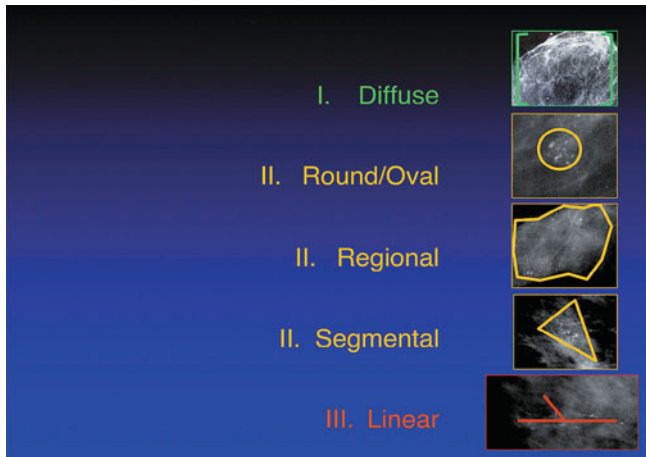 I. Diffuse
II. Round/Oval
II. Regional
II. Segmental
III. Linear